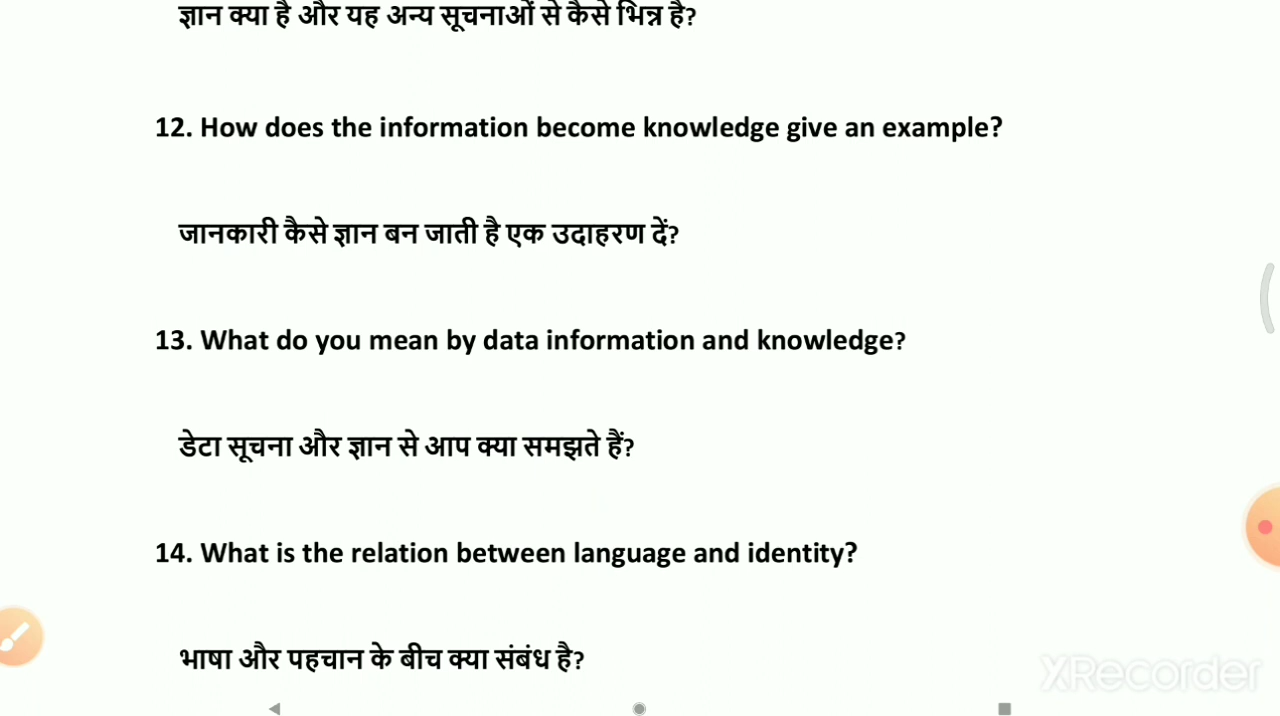 ज्ञान क्या है और यह अन्य सूचनाओं से कैसे भिन्न है?
12. How does the information become knowledge give an example?
जानकारी कैसे ज्ञान बन जाती है एक उदाहरण दें?
13. What do you mean by data information and knowledge?
डेटा सूचना और ज्ञान से आप क्या समझते हैं?
14. What is the relation between language and identity?
भाषा और पहचान के बीच क्या संबंध है?
XRecorder